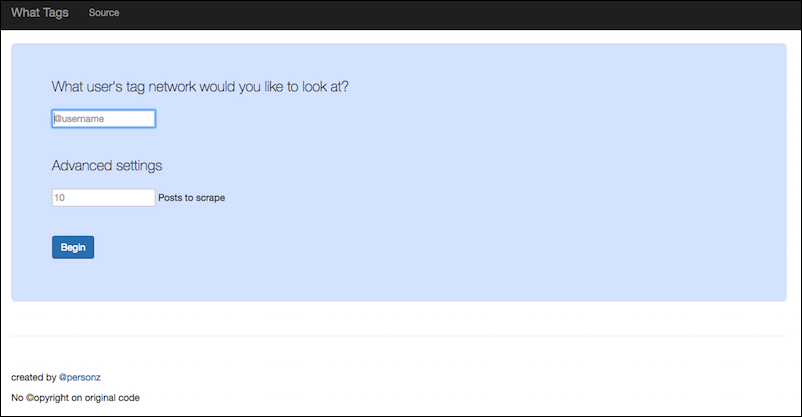 What Tags Source
What user's tag network would you like to look at?
@username
Advanced settings
10 Posts to scrape
Begin
created by @personz
No ©opyright on original code